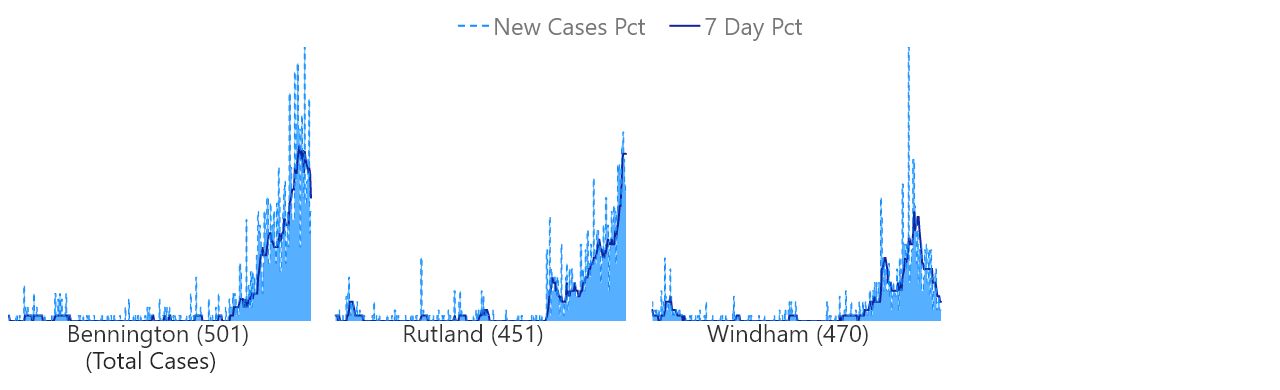 New Cases Pct 7 Day Pct
Bennington (501) Rutland (451) Windham (470)
(Total Cases)